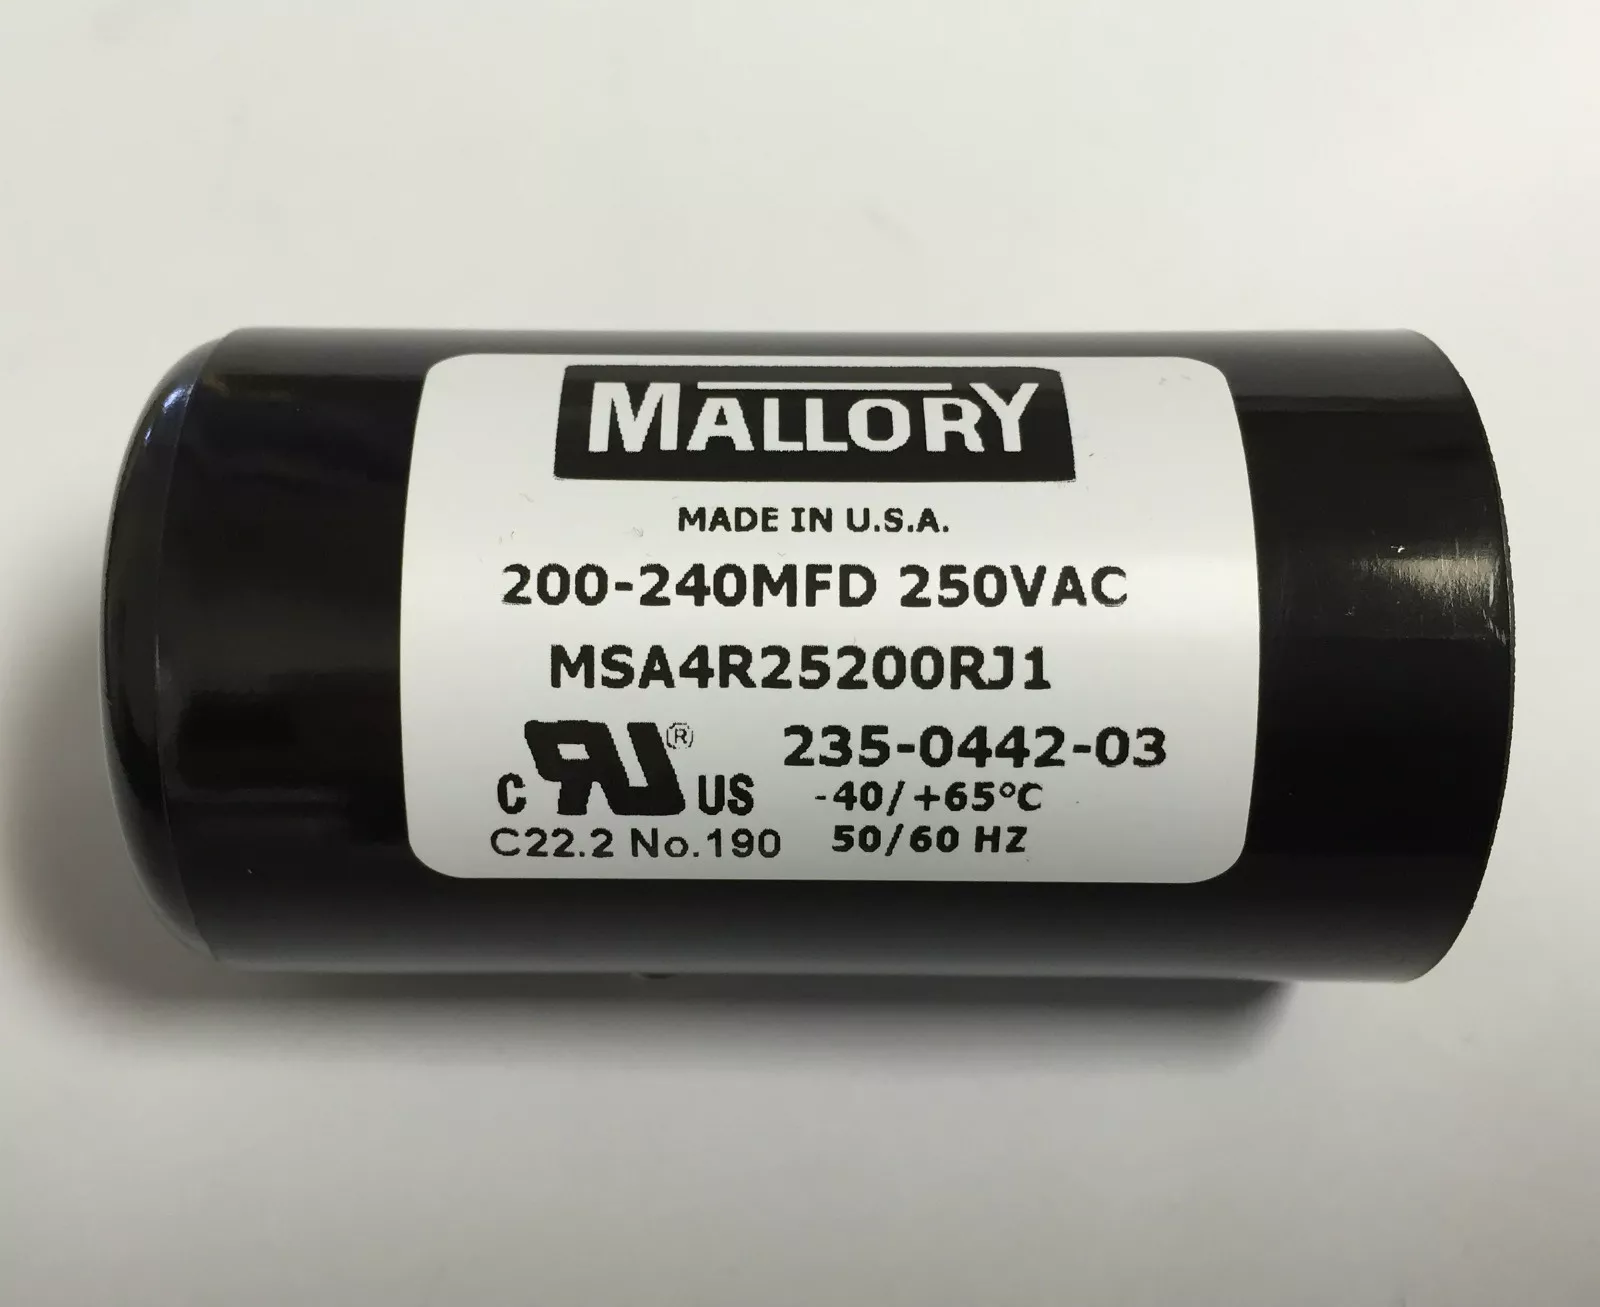 MALLORY
MADE IN U.S.A.
200-240MFD 250VAC
MSA4R25200RJ1
235-0442-03
C RU® US -40/+65°C
C22.2 No.190 50/60 HZ